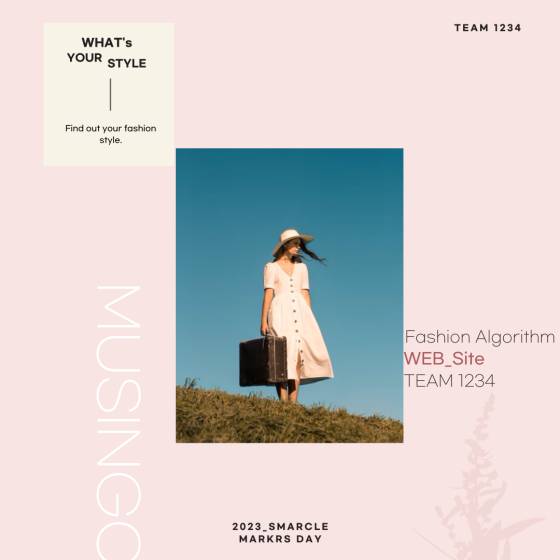 WHAT's
YOUR STYLE
Find out your fashion
style.
TEAM 1234
MUSINGO
Fashion Algorithm
WEB_Site
TEAM 1234
2023_SMARCLE
MARKRS DAY